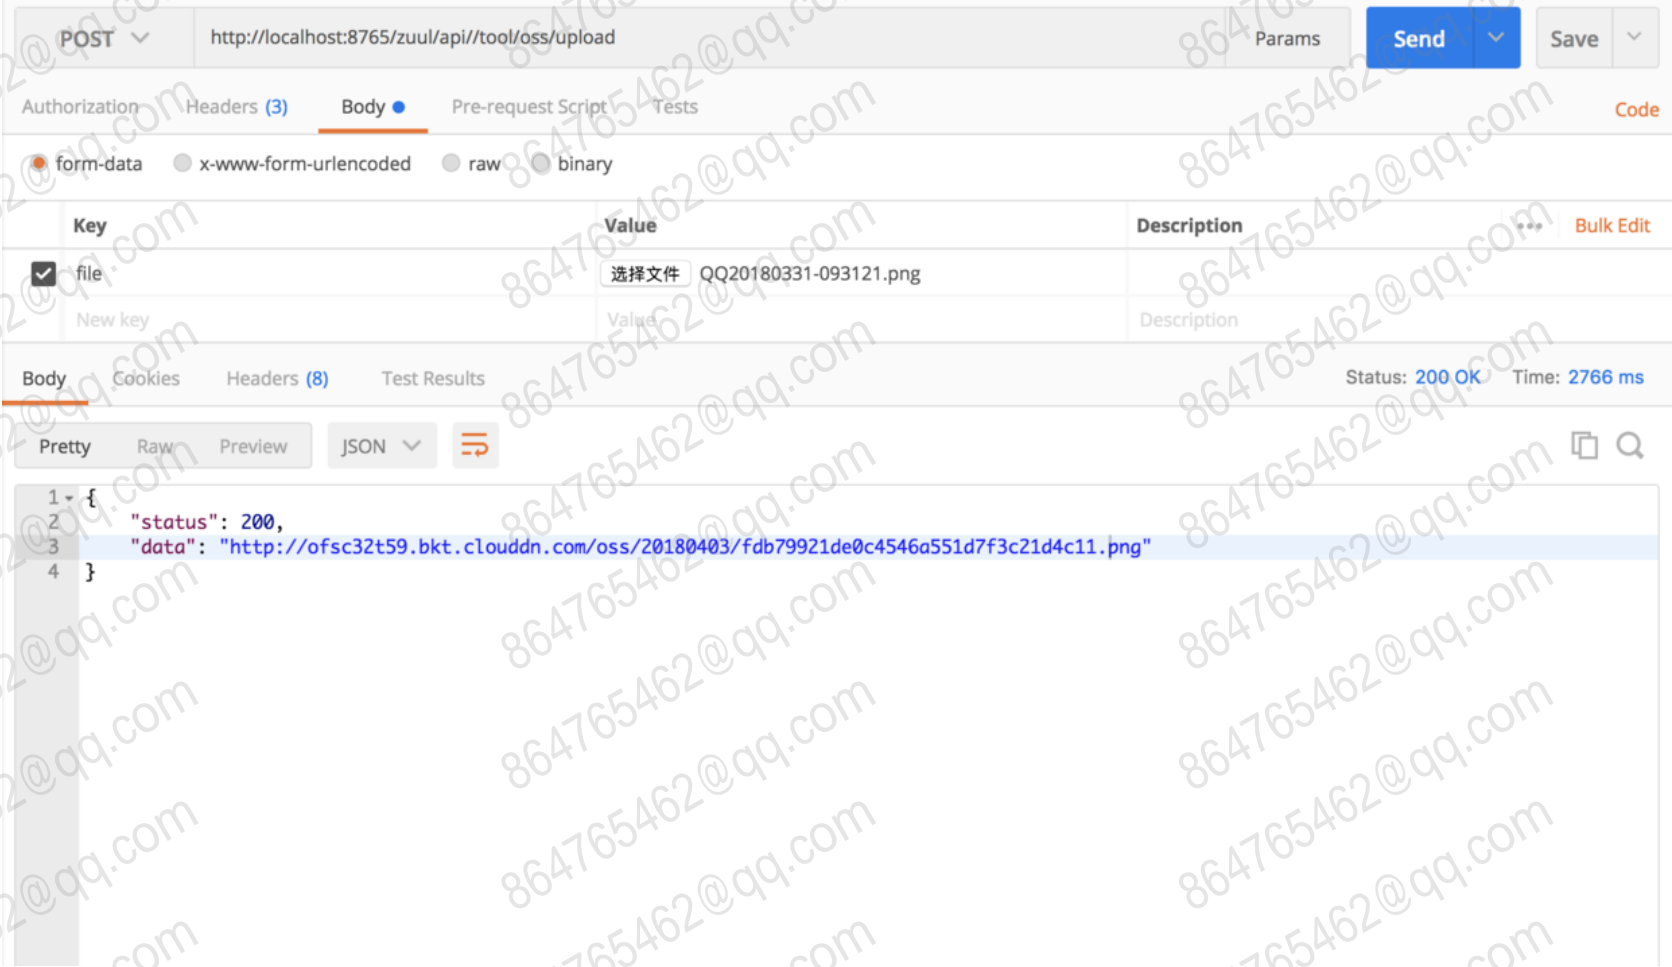 POST http://localhost:8765/zuul/api//tool/oss/upload Params Send Save
Authorization Headers (3) Body Pre-request Script Tests Code
form-data x-www-form-urlencoded raw binary
Key Value Description ••• Bulk Edit
file 选择文件 QQ20180331-093121.png
New key Value Description
Body Cookies Headers (8) Test Results Status: 200 OK Time: 2766 ms
Pretty Raw Preview JSON
1 {
2 "status": 200,
3 "data": "http://ofsc32t59.bkt.clouddn.com/oss/20180403/fdb79921de0c4546a551d7f3c21d4c11.png"
4 }
864765462@qq.com